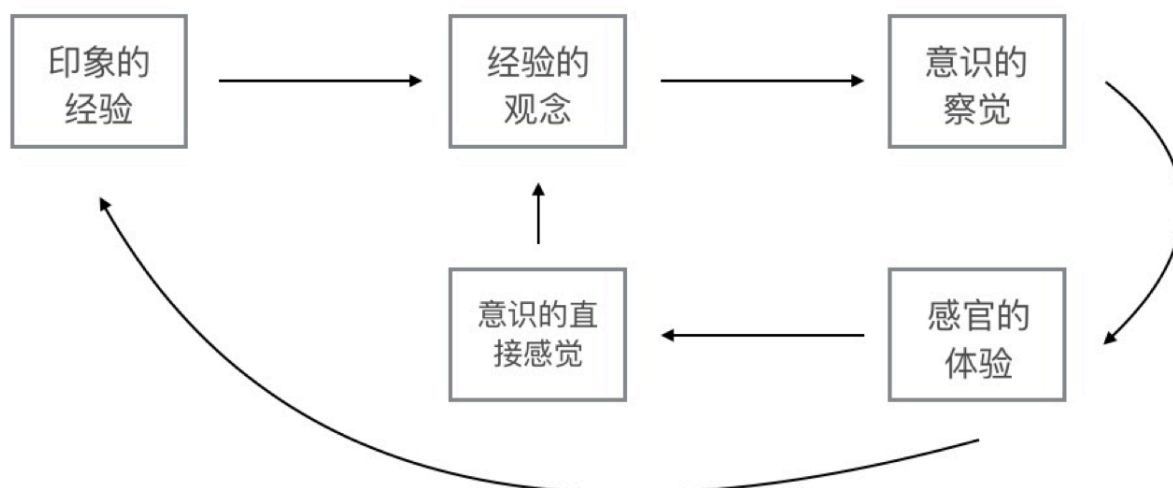 印象的
经验
经验的
观念
意识的
察觉
意识的直
接感觉
感官的
体验